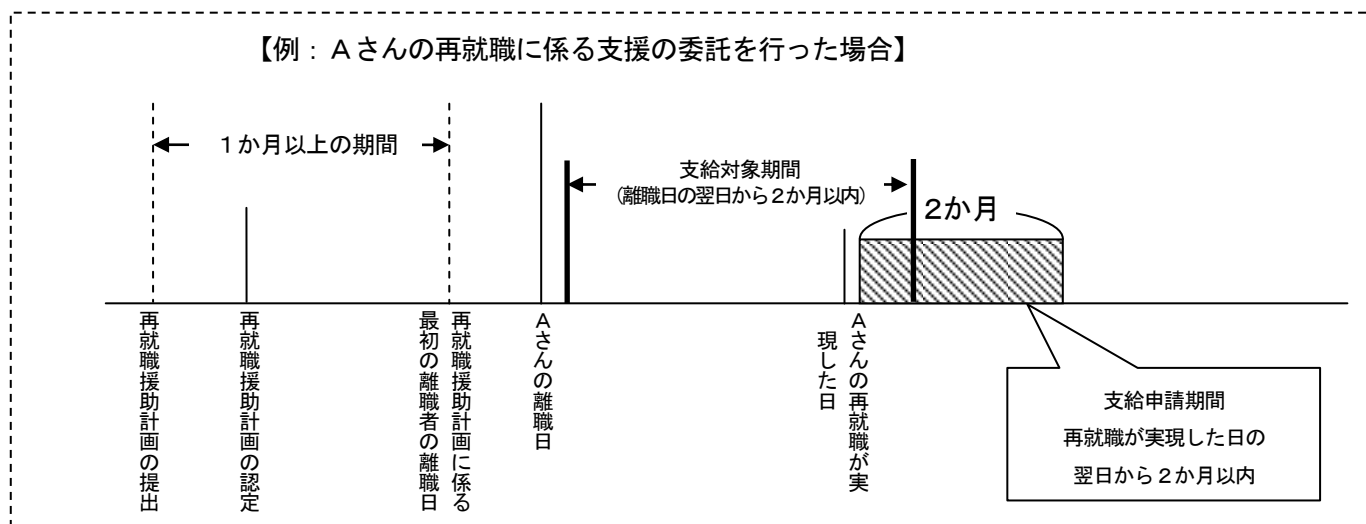 【例：Aさんの再就職に係る支援の委託を行った場合】
１か月以上の期間
支給対象期間
（離職日の翌日から２か月以内）
２か月
再就職援助計画の提出
再就職援助計画の認定
再就職援助計画に係る
最初の離職者の離職日
Aさんの離職日
Aさんの再就職が実
現した日
支給申請期間
再就職が実現した日の
翌日から２か月以内